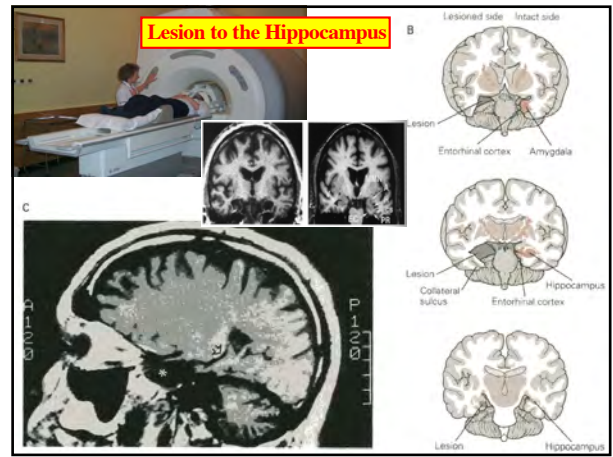 Lesion to the Hippocampus
B
Lesioned side
Intact side
Lesion
Entorhinal cortex
Amygdala
Lesion
Collateral
sulcus
Entorhinal cortex
Hippocampus
Lesion
Hippocampus
C
A
120
P
120
*
PR